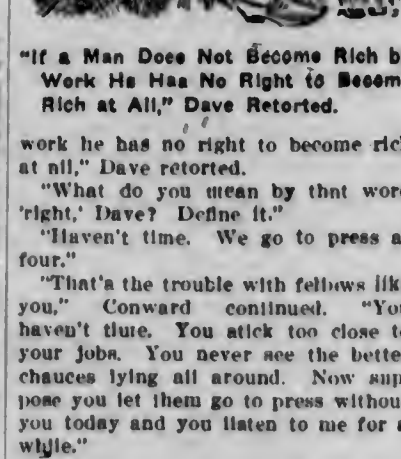 "If a Man Does Not Become Rich b
Work He Has No Right to Becom
Rich at All," Dave Retorted.
work he has no right to become rich
at all," Dave retorted.
"What do you mean by that wor
'right,' Dave? Define it."
"Haven't time. We go to press a
four."
"That's the trouble with fellows lik
you," Conward continued. "You
haven't time. You stick too close to
your jobs. You never see the bette
chances lying all around. Now sup
pose you let them go to press withou
you today and you listen to me for a
while."